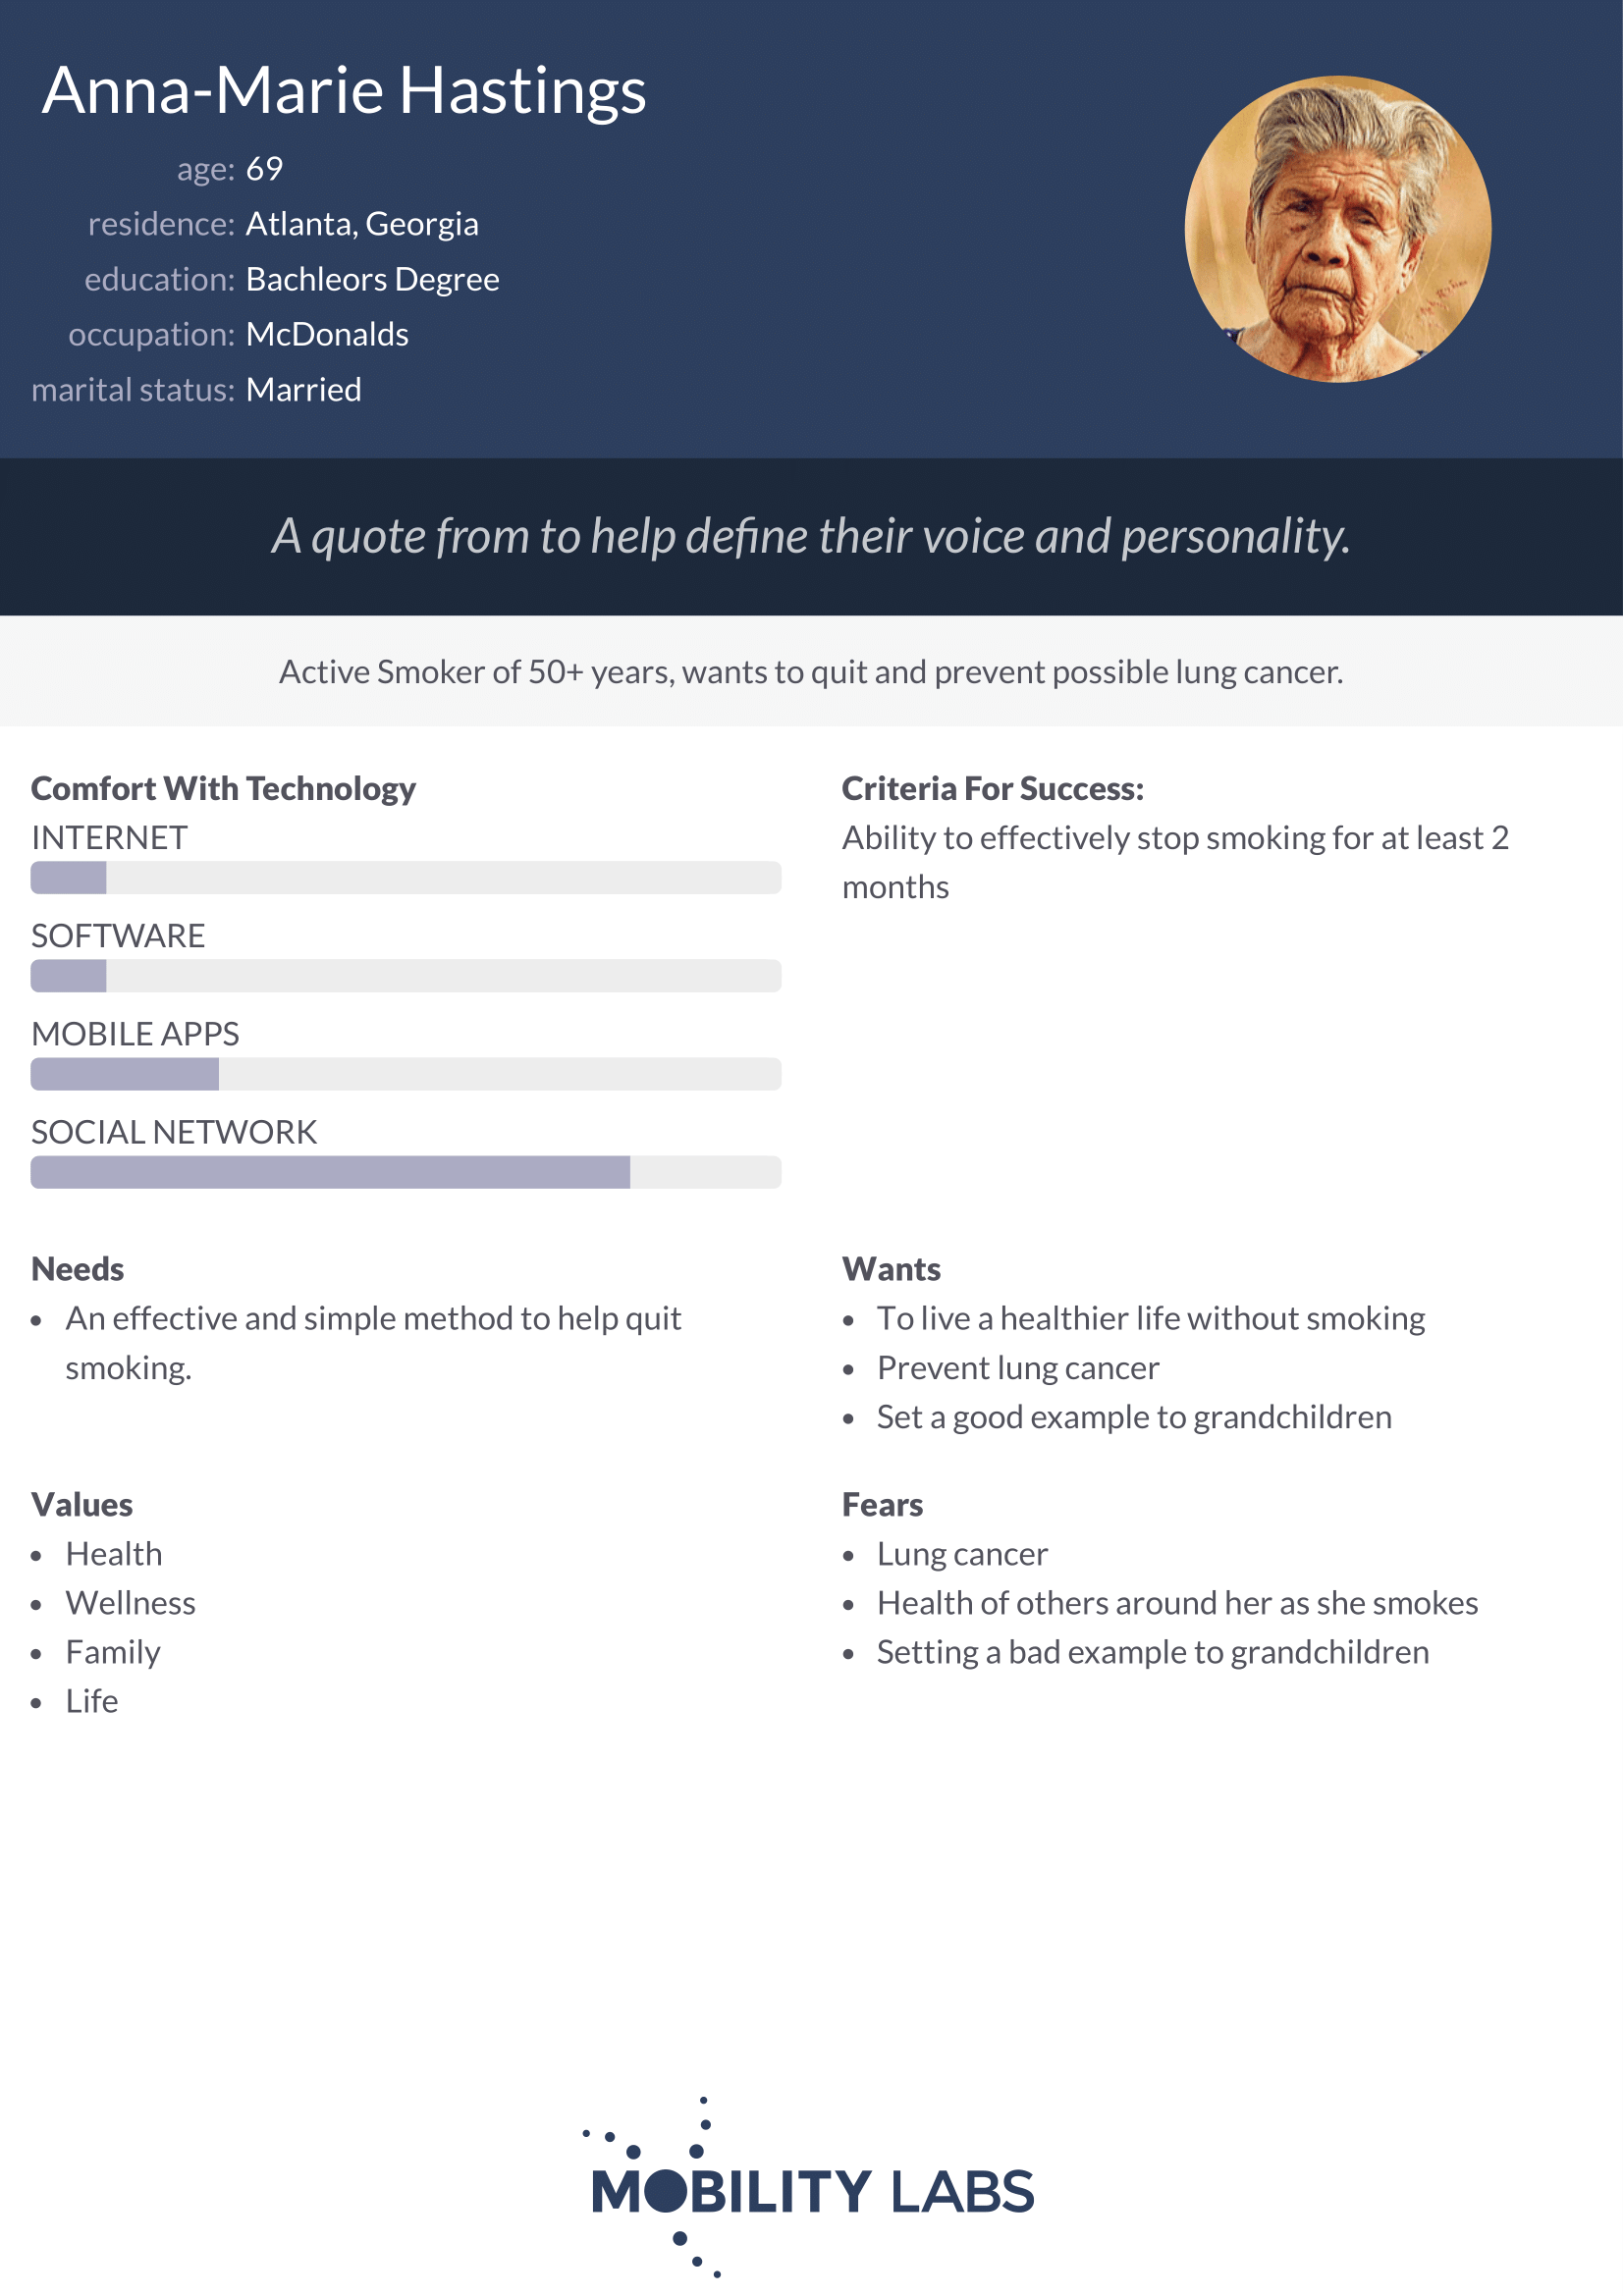 Anna-Marie Hastings
age: 69
residence: Atlanta, Georgia
education: Bachleors Degree
occupation: McDonalds
marital status: Married
A quote from to help define their voice and personality.
Active Smoker of 50+ years, wants to quit and prevent possible lung cancer.
Comfort With Technology
INTERNET
SOFTWARE
MOBILE APPS
SOCIAL NETWORK
Criteria For Success:
Ability to effectively stop smoking for at least 2
months
Needs
• An effective and simple method to help quit
smoking.
Wants
• To live a healthier life without smoking
• Prevent lung cancer
• Set a good example to grandchildren
Values
• Health
• Wellness
• Family
• Life
Fears
• Lung cancer
• Health of others around her as she smokes
• Setting a bad example to grandchildren
MOBILITY LABS